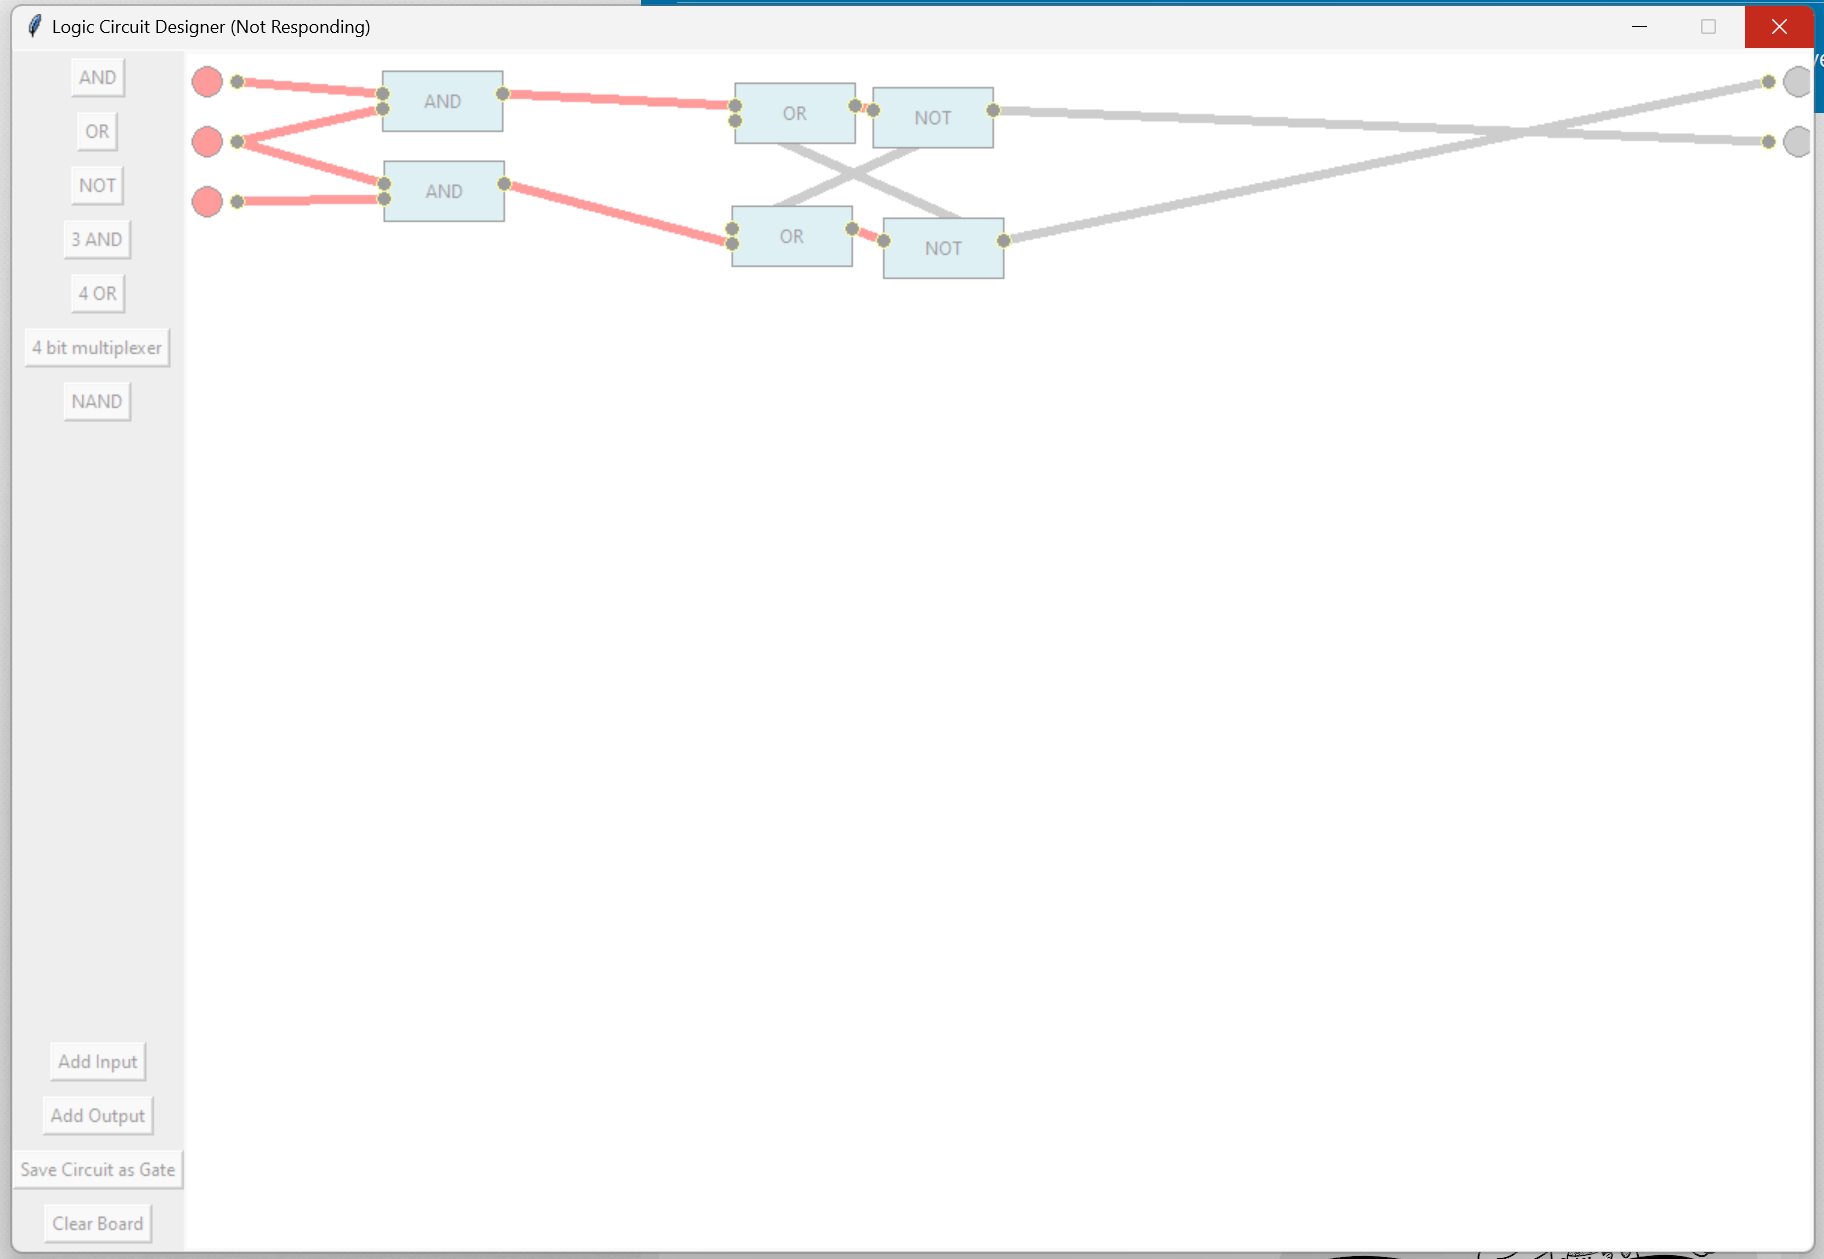 Logic Circuit Designer (Not Responding)
AND
OR
NOT
3 AND
4 OR
4 bit multiplexer
NAND
Add Input
Add Output
Save Circuit as Gate
Clear Board
AND
OR
NOT
AND
OR
NOT